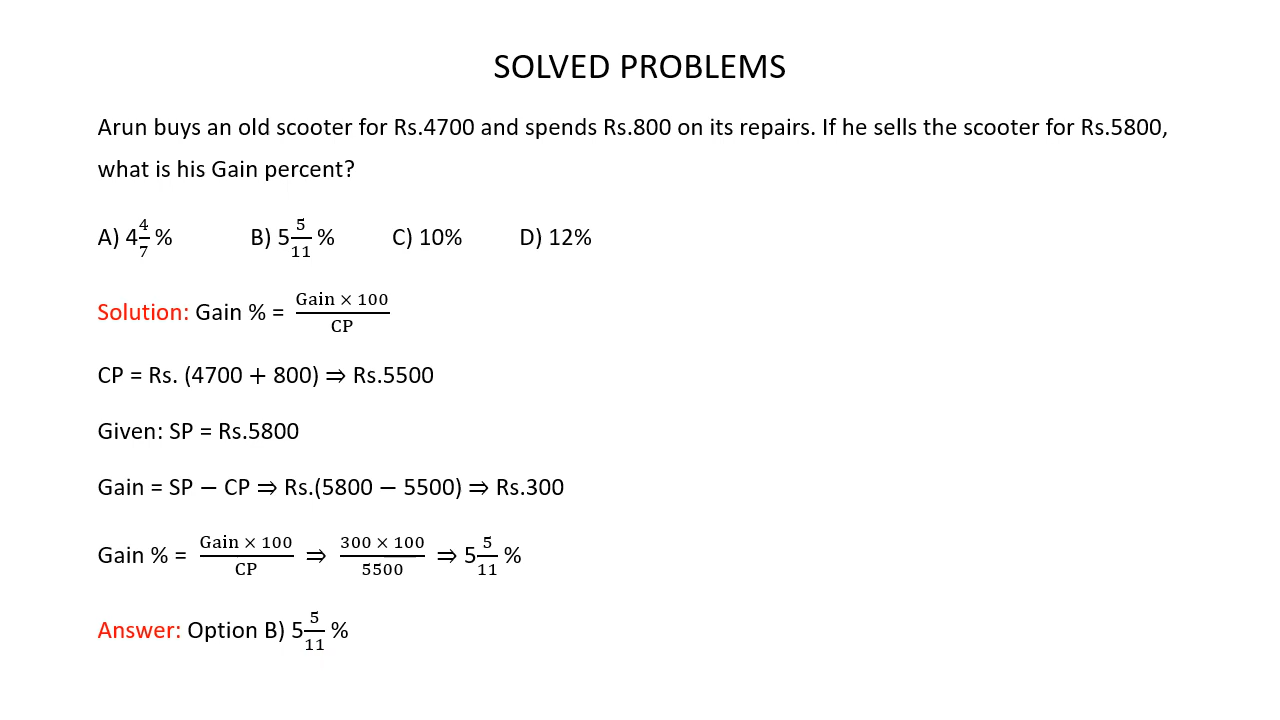 SOLVED PROBLEMS
Arun buys an old scooter for Rs.4700 and spends Rs.800 on its repairs. If he sells the scooter for Rs.5800,
what is his Gain percent?
A) 4 4/7 % B) 5 5/11 % C) 10% D) 12%
Solution: Gain % = Gain × 100 / CP
CP = Rs. (4700 + 800) ⇒ Rs.5500
Given: SP = Rs.5800
Gain = SP − CP ⇒ Rs.(5800 − 5500) ⇒ Rs.300
Gain % = Gain × 100 / CP ⇒ 300 × 100 / 5500 ⇒ 5 5/11 %
Answer: Option B) 5 5/11 %